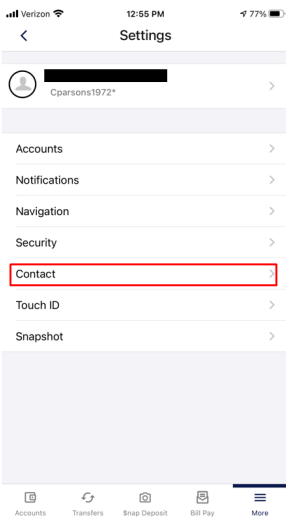 Verizon 12:55 PM 77%
Settings
Cparsons1972*
Accounts
Notifications
Navigation
Security
Contact
Touch ID
Snapshot
Accounts Transfers $nap Deposit Bill Pay More